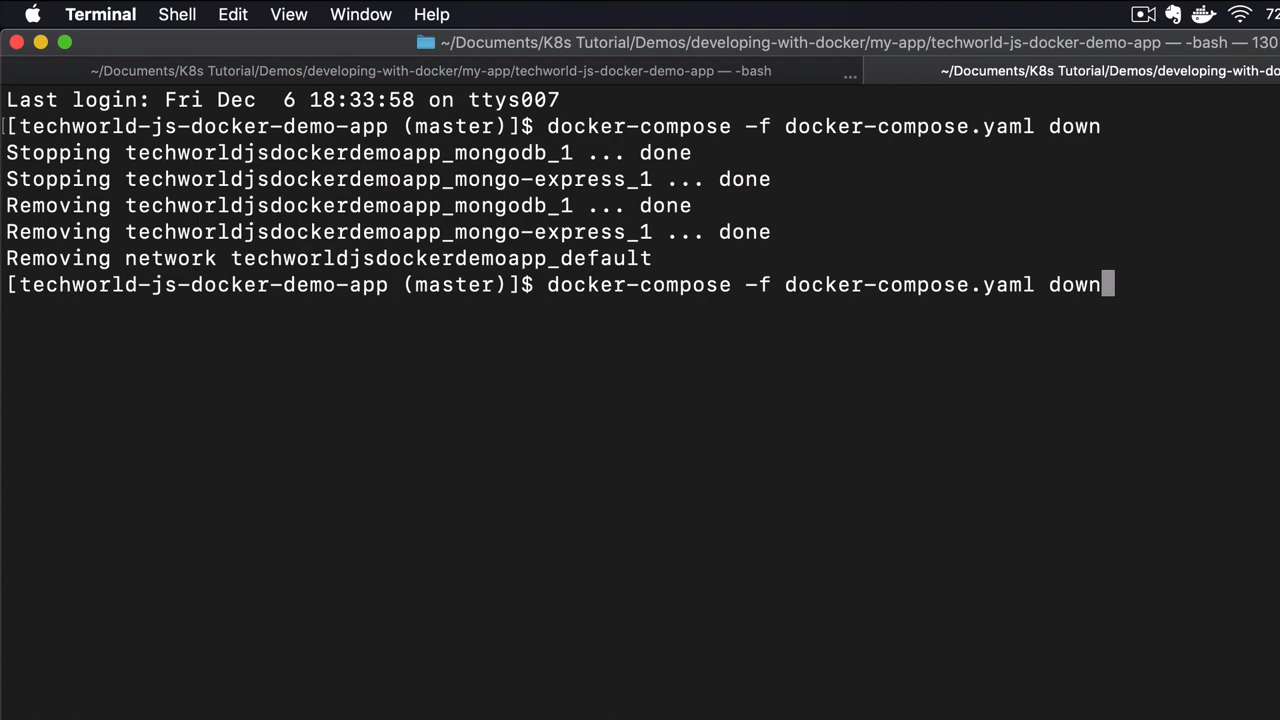 Terminal Shell Edit View Window Help 72
~/Documents/K8s Tutorial/Demos/developing-with-docker/my-app/techworld-js-docker-demo-app — -bash — 130
~/Documents/K8s Tutorial/Demos/developing-with-docker/my-app/techworld-js-docker-demo-app — -bash ... ~/Documents/K8s Tutorial/Demos/developing-with-do
Last login: Fri Dec  6 18:33:58 on ttys007
[techworld-js-docker-demo-app (master)]$ docker-compose -f docker-compose.yaml down
Stopping techworldjsdockerdemoapp_mongodb_1 ... done
Stopping techworldjsdockerdemoapp_mongo-express_1 ... done
Removing techworldjsdockerdemoapp_mongodb_1 ... done
Removing techworldjsdockerdemoapp_mongo-express_1 ... done
Removing network techworldjsdockerdemoapp_default
[techworld-js-docker-demo-app (master)]$ docker-compose -f docker-compose.yaml down